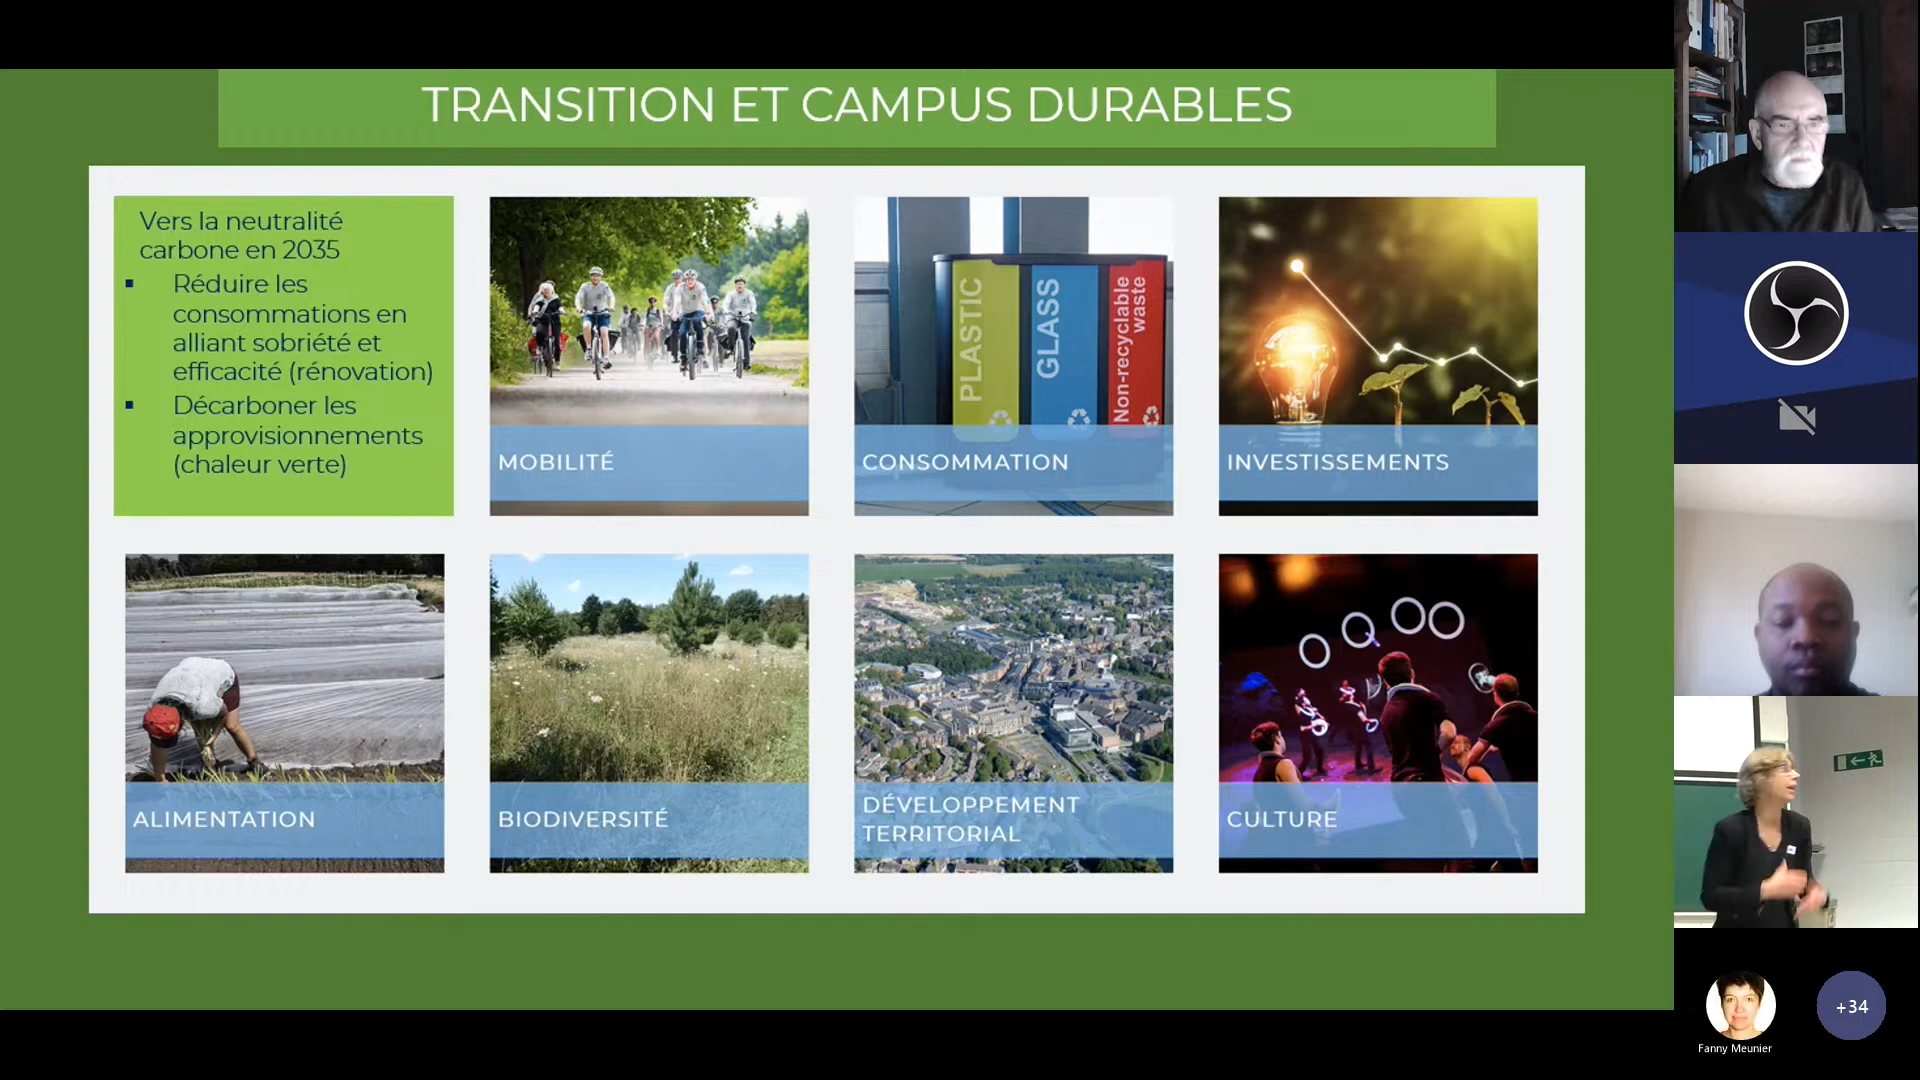 TRANSITION ET CAMPUS DURABLES
Vers la neutralité
carbone en 2035
▪ Réduire les
consommations en
alliant sobriété et
efficacité (rénovation)
▪ Décarboner les
approvisionnements
(chaleur verte)
MOBILITÉ
PLASTIC
GLASS
Non-recyclable
waste
CONSOMMATION
INVESTISSEMENTS
ALIMENTATION
BIODIVERSITÉ
DÉVELOPPEMENT
TERRITORIAL
CULTURE
Fanny Meunier
+34